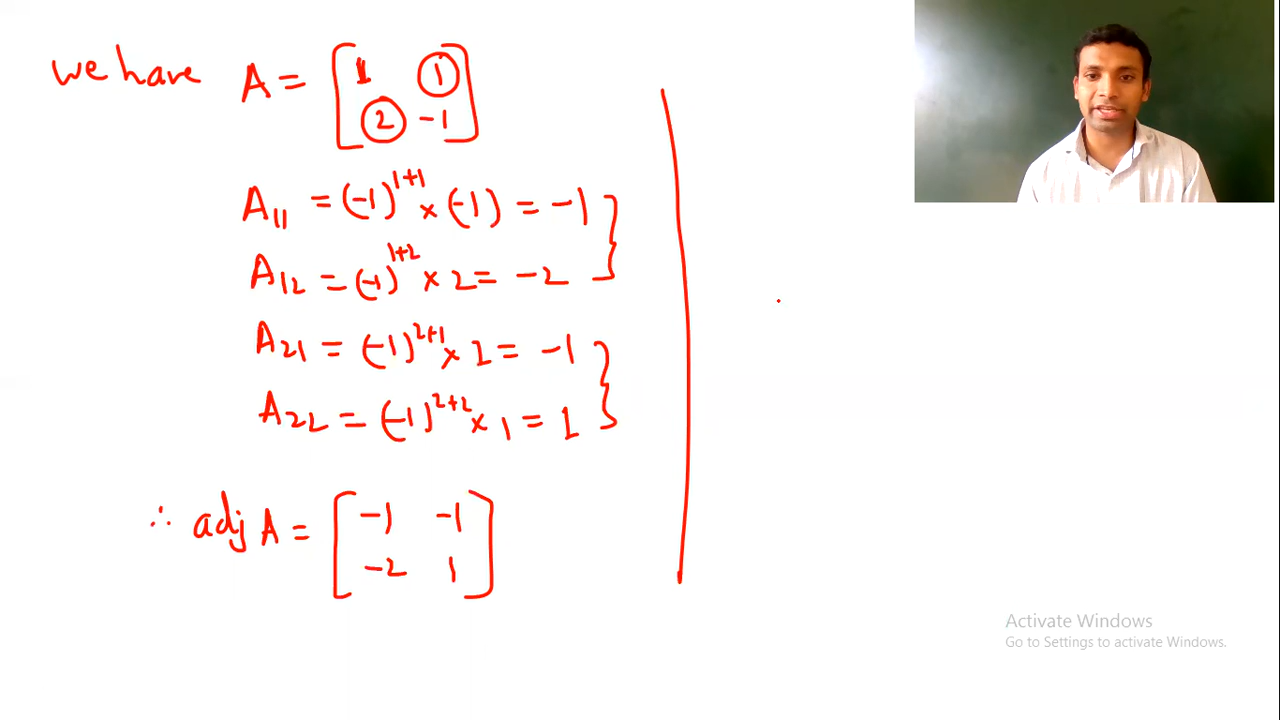 we have A = [1 1
2 -1]
A11 = (-1)^1+1 × (-1) = -1
A12 = (-1)^1+2 × 2 = -2
A21 = (-1)^2+1 × 1 = -1
A22 = (-1)^2+2 × 1 = 1
∴ adj A = [-1 -1
-2 1]
Activate Windows
Go to Settings to activate Windows.